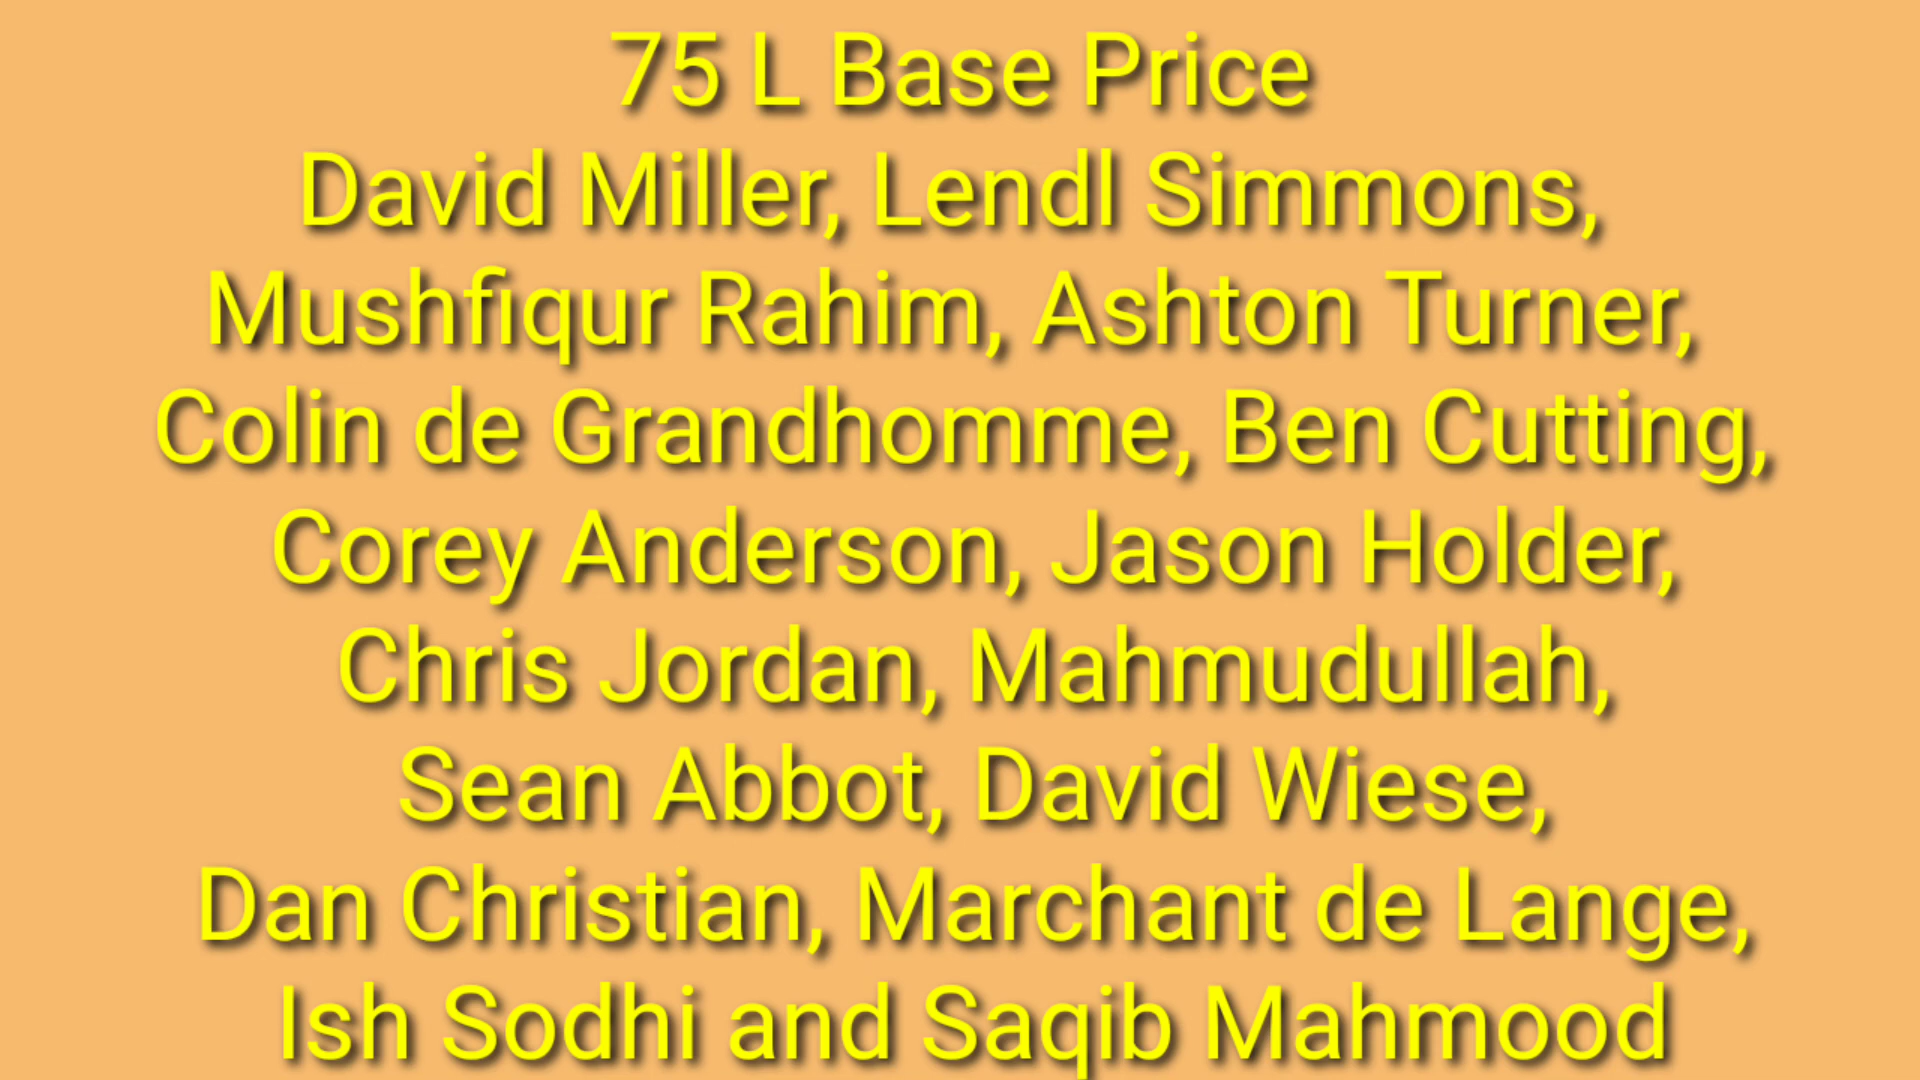 75 L Base Price
David Miller, Lendl Simmons,
Mushfiqur Rahim, Ashton Turner,
Colin de Grandhomme, Ben Cutting,
Corey Anderson, Jason Holder,
Chris Jordan, Mahmudullah,
Sean Abbot, David Wiese,
Dan Christian, Marchant de Lange,
Ish Sodhi and Saqib Mahmood